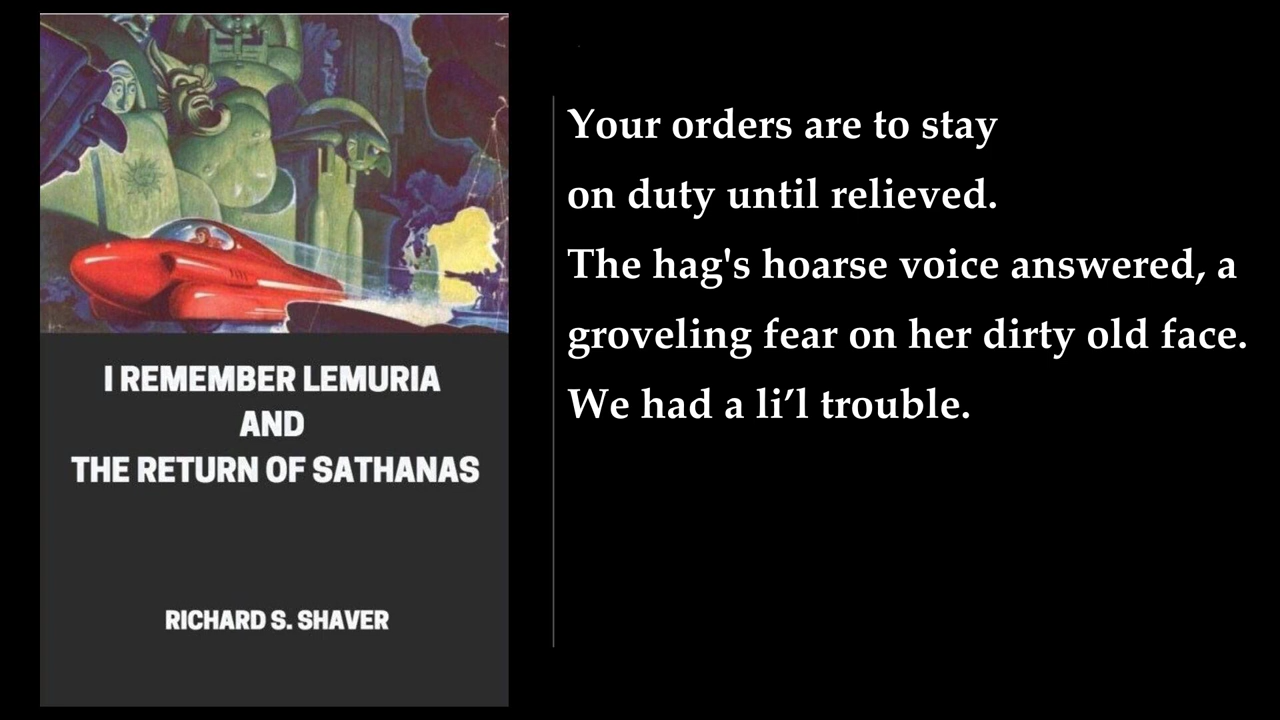 I REMEMBER LEMURIA
AND
THE RETURN OF SATHANAS
RICHARD S. SHAVER
Your orders are to stay
on duty until relieved.
The hag's hoarse voice answered, a
groveling fear on her dirty old face.
We had a li’l trouble.